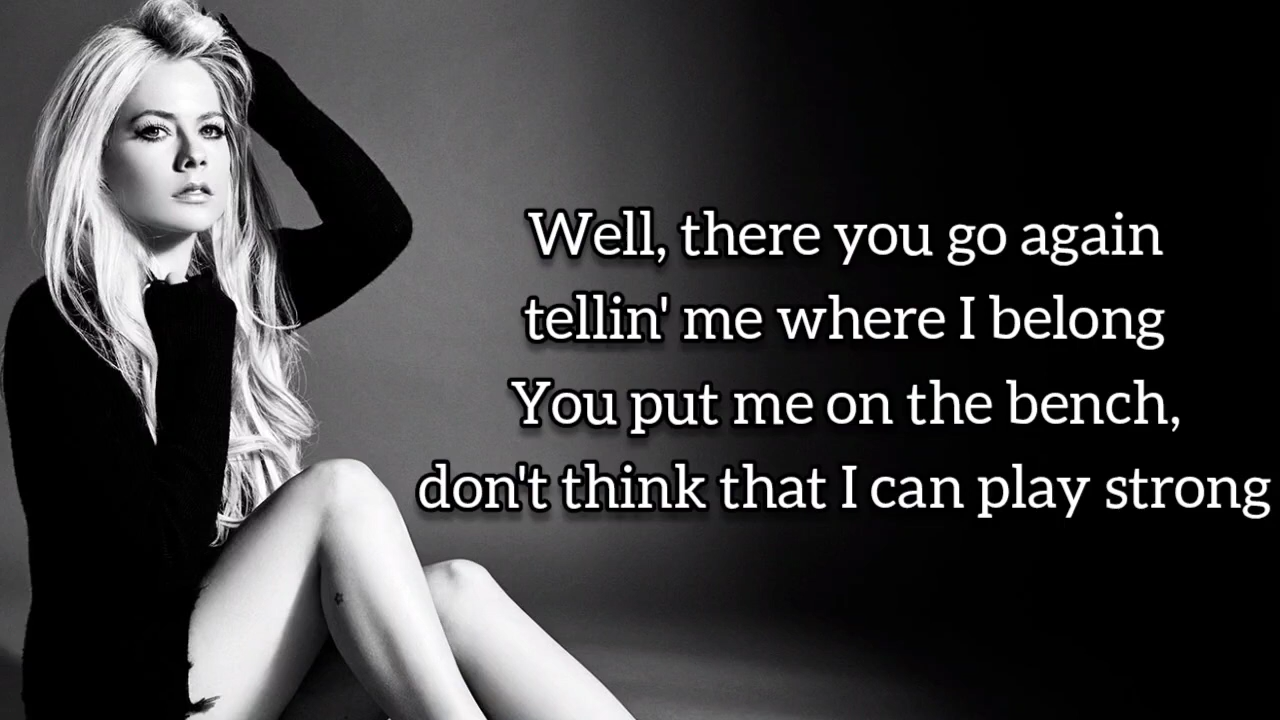 Well, there you go again
tellin' me where I belong
You put me on the bench,
don't think that I can play strong